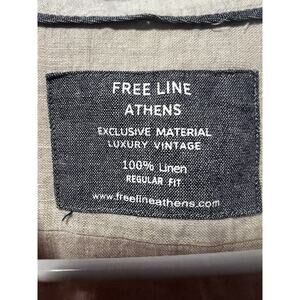 FREE LINE
ATHENS
EXCLUSIVE MATERIAL
LUXURY VINTAGE
100% Linen
REGULAR FIT
www.freelineathens.com